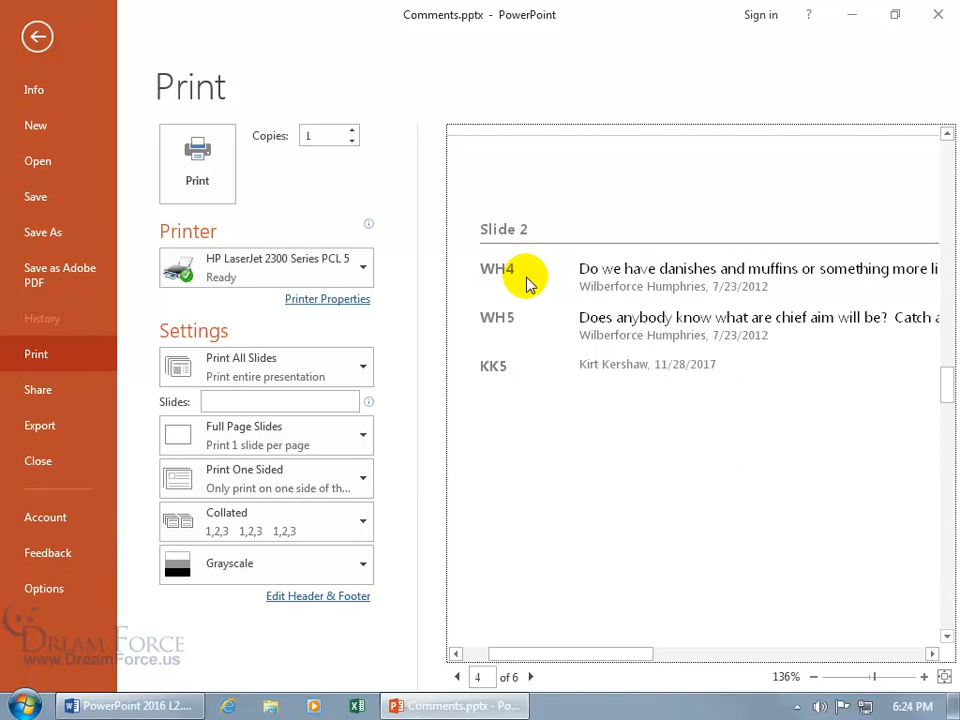 Comments.pptx - PowerPoint
Sign in
?
Print
Info
New
Open
Save
Save As
Save as Adobe
PDF
History
Print
Share
Export
Close
Account
Feedback
Options
Print
Copies: 1
Printer
HP LaserJet 2300 Series PCL 5
Ready
Printer Properties
Settings
Print All Slides
Print entire presentation
Slides:
Full Page Slides
Print 1 slide per page
Print One Sided
Only print on one side of th...
Collated
1,2,3 1,2,3 1,2,3
Grayscale
Edit Header & Footer
Slide 2
WH4 Do we have danishes and muffins or something more li
Wilberforce Humphries, 7/23/2012
WH5 Does anybody know what are chief aim will be? Catch a
Wilberforce Humphries, 7/23/2012
KK5 Kirt Kershaw, 11/28/2017
4 of 6
136%
DREAM FORCE
www.DreamForce.us
PowerPoint 2016 L2....
Comments.pptx - Po...
6:24 PM